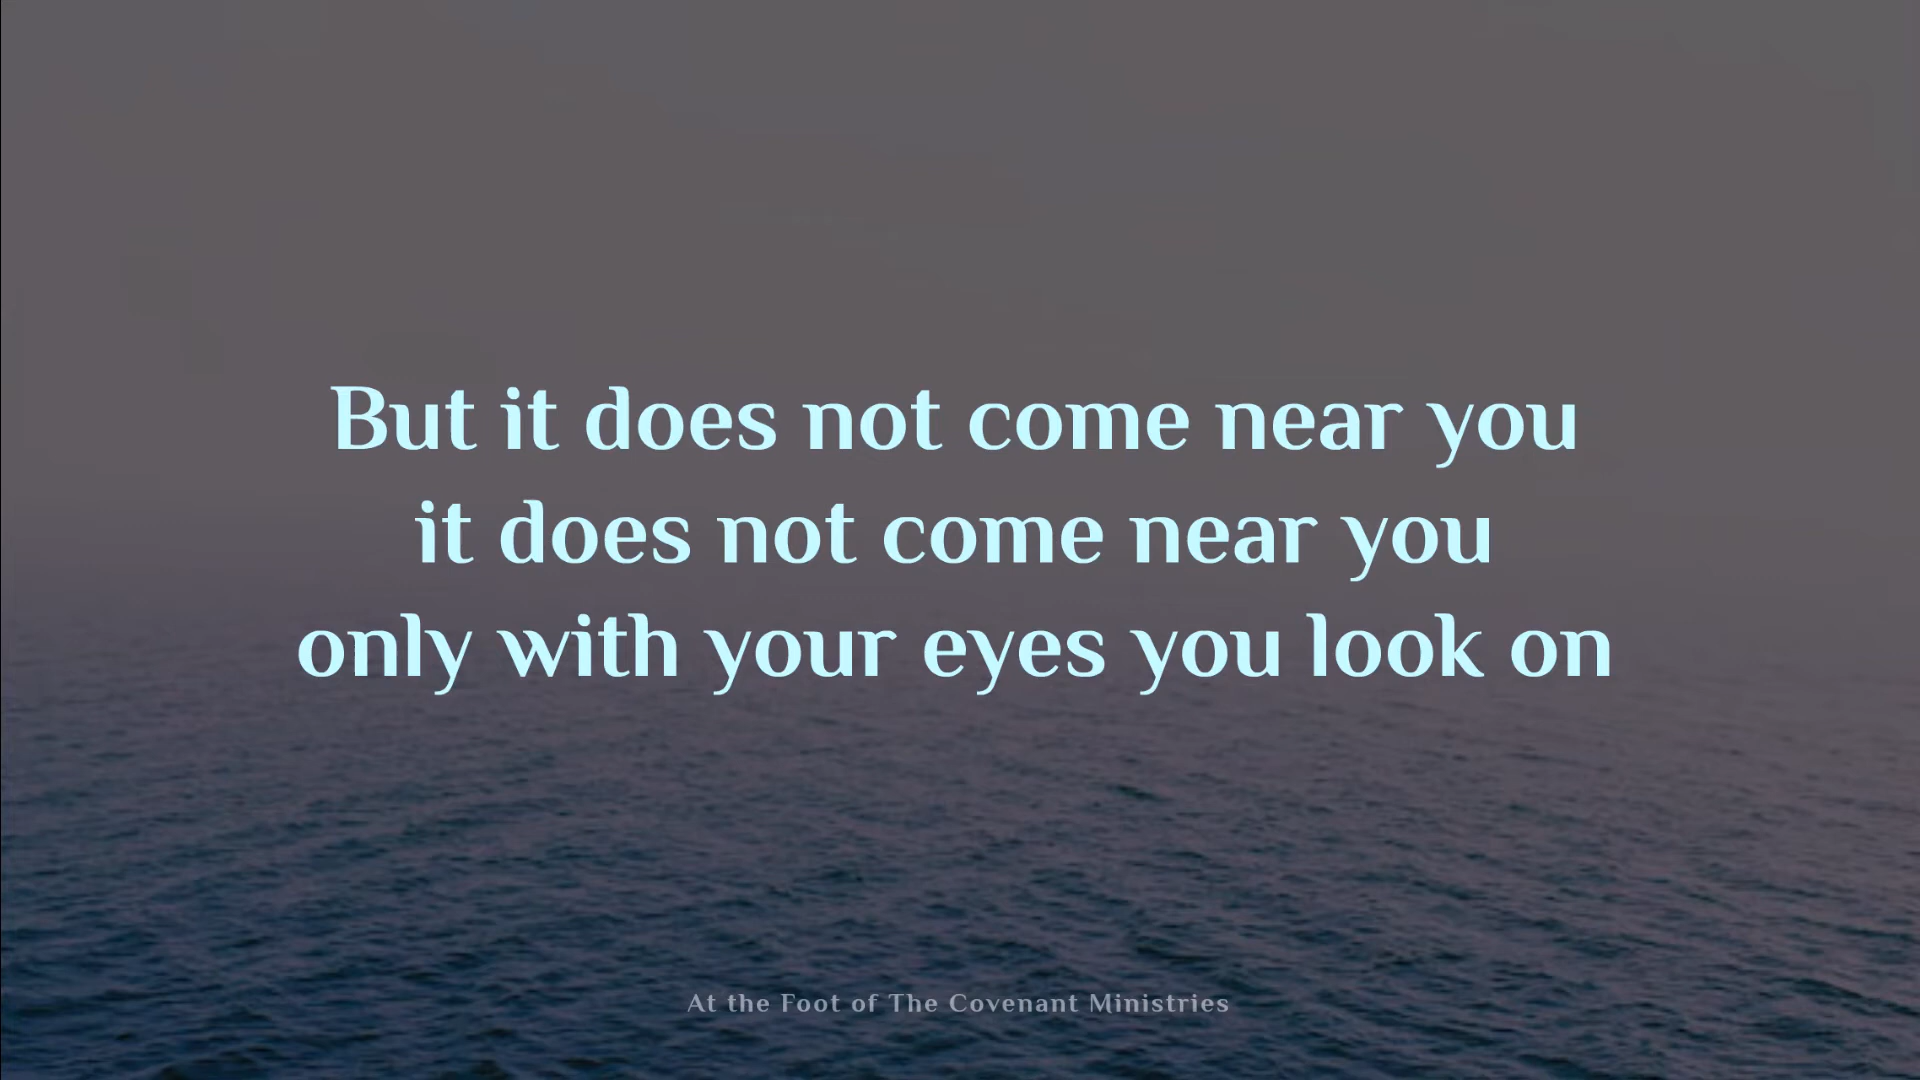 But it does not come near you
it does not come near you
only with your eyes you look on
At the Foot of The Covenant Ministries